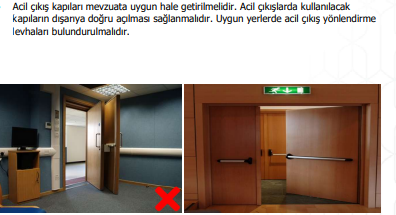 Acil çıkış kapıları mevzuata uygun hale getirilmelidir. Acil çıkışlarda kullanılacak
kapıların dışarıya doğru açılması sağlanmalıdır. Uygun yerlerde acil çıkış yönlendirme
levhaları bulundurulmalıdır.